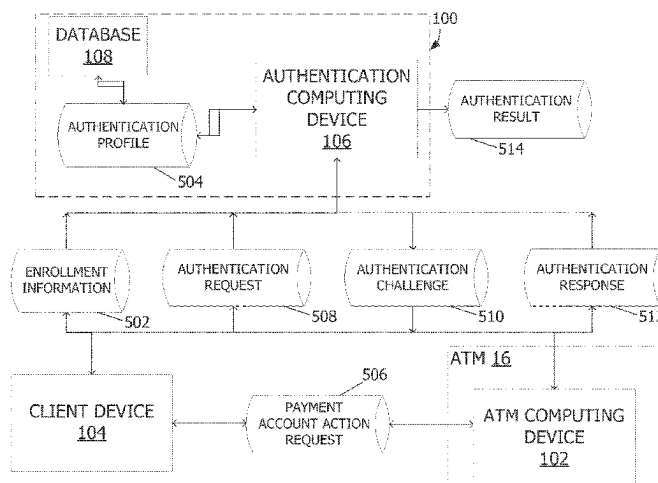 100
DATABASE
108
AUTHENTICATION
COMPUTING
DEVICE
106
AUTHENTICATION
PROFILE
504
AUTHENTICATION
RESULT
514
ENROLLMENT
INFORMATION
502
AUTHENTICATION
REQUEST
508
AUTHENTICATION
CHALLENGE
510
AUTHENTICATION
RESPONSE
ATM 16
506
CLIENT DEVICE
104
PAYMENT
ACCOUNT ACTION
REQUEST
ATM COMPUTING
DEVICE
102